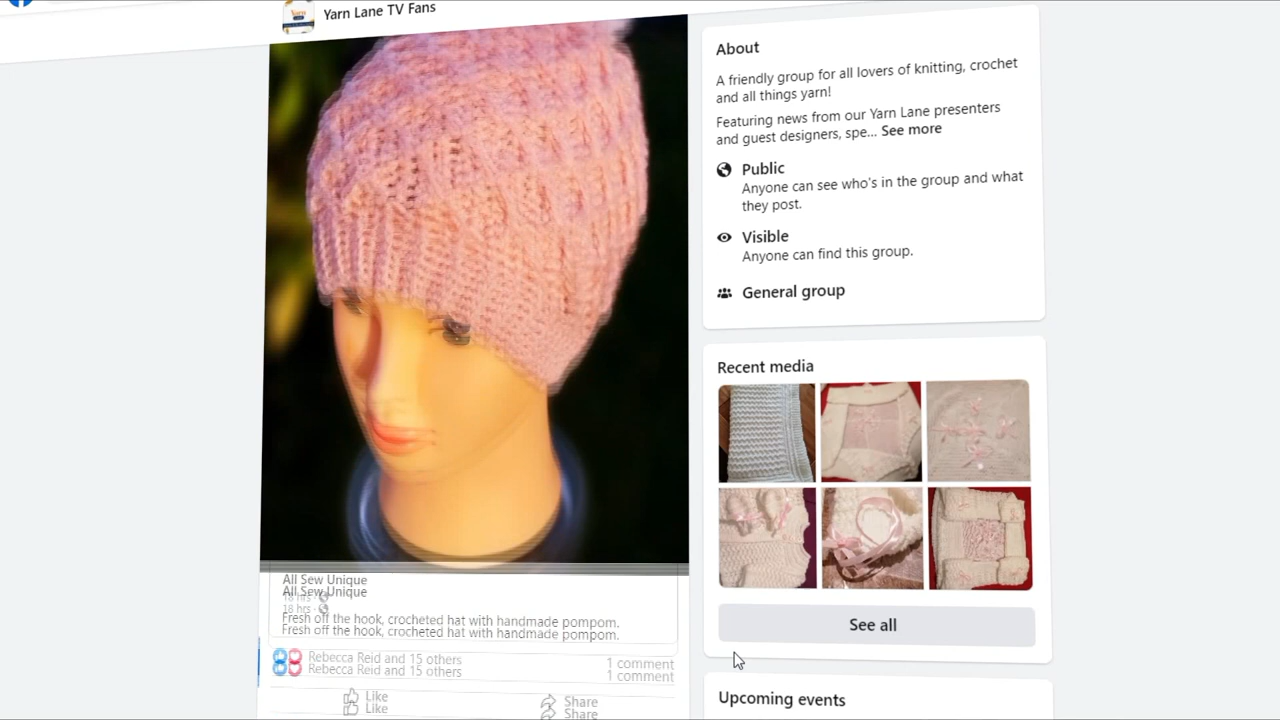 Yarn Lane TV Fans
All Sew Unique
All Sew Unique
18 hrs ·
18 hrs ·
Fresh off the hook, crocheted hat with handmade pompom.
Fresh off the hook, crocheted hat with handmade pompom.
Rebecca Reid and 15 others
1 comment
Rebecca Reid and 15 others
1 comment
Like
Share
Like
Share
About
A friendly group for all lovers of knitting, crochet
and all things yarn!
Featuring news from our Yarn Lane presenters
and guest designers, spe... See more
Public
Anyone can see who's in the group and what
they post.
Visible
Anyone can find this group.
General group
Recent media
See all
Upcoming events